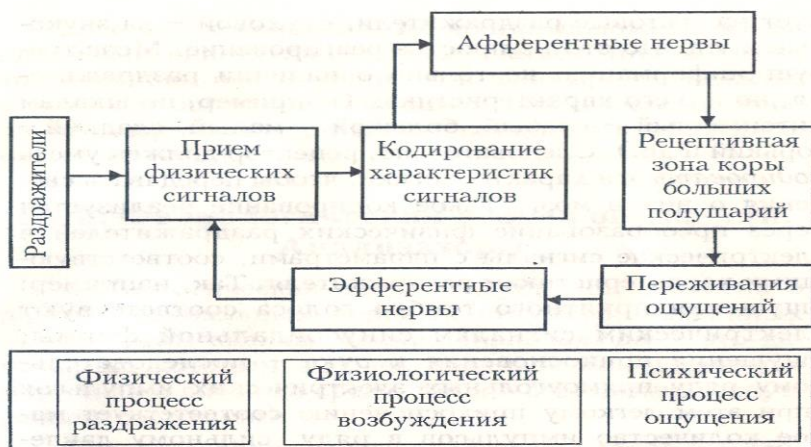 Афферентные нервы
Раздражитель
Прием
физических
сигналов
Кодирование
характеристик
сигналов
Рецептивная
зона коры
больших
полушарий
Эфферентные
нервы
Переживания
ощущений
Физический
процесс
раздражения
Физиологический
процесс
возбуждения
Психический
процесс
ощущения